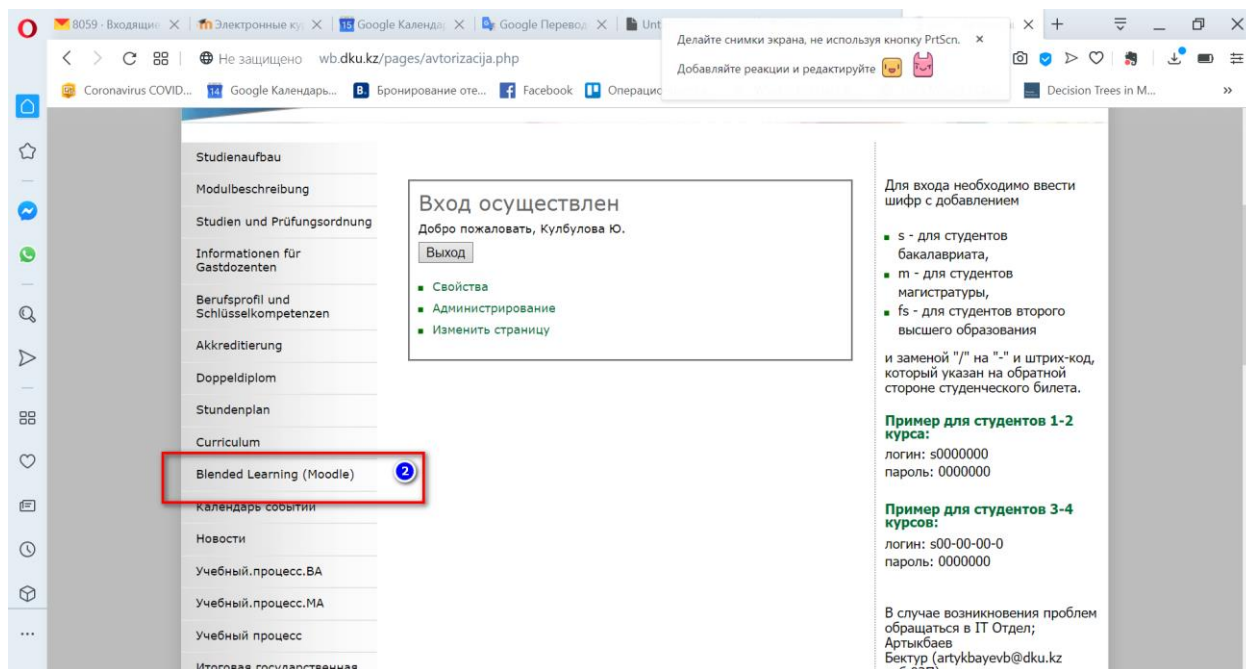 8059 - Входящие
Электронные ку
15 Google Календа
Google Перевод
Unt
Делайте снимки экрана, не используя кнопку PrtScn.
Добавляйте реакции и редактируйте
Не защищено wb.dku.kz/pages/avtorizacija.php
Coronavirus COVID...
14 Google Календарь...
B. Бронирование оте...
Facebook
Операцис
Decision Trees in M...
Studienaufbau
Modulbeschreibung
Studien und Prüfungsordnung
Informationen für
Gastdozenten
Berufsprofil und
Schlüsselkompetenzen
Akkreditierung
Doppeldiplom
Stundenplan
Curriculum
Blended Learning (Moodle)
2
Календарь событий
Новости
Учебный.процесс.BA
Учебный.процесс.MA
Учебный процесс
Итоговая государственная
Вход осуществлен
Добро пожаловать, Кулбулова Ю.
Выход
Свойства
Администрирование
Изменить страницу
Для входа необходимо ввести
шифр с добавлением
s - для студентов
бакалавриата,
m - для студентов
магистратуры,
fs - для студентов второго
высшего образования
и заменой "/" на "-" и штрих-код,
который указан на обратной
стороне студенческого билета.
Пример для студентов 1-2
курса:
логин: s0000000
пароль: 0000000
Пример для студентов 3-4
курсов:
логин: s00-00-00-0
пароль: 0000000
В случае возникновения проблем
обращаться в IT Отдел;
Артыкбаев
Бектур (artykbayevb@dku.kz